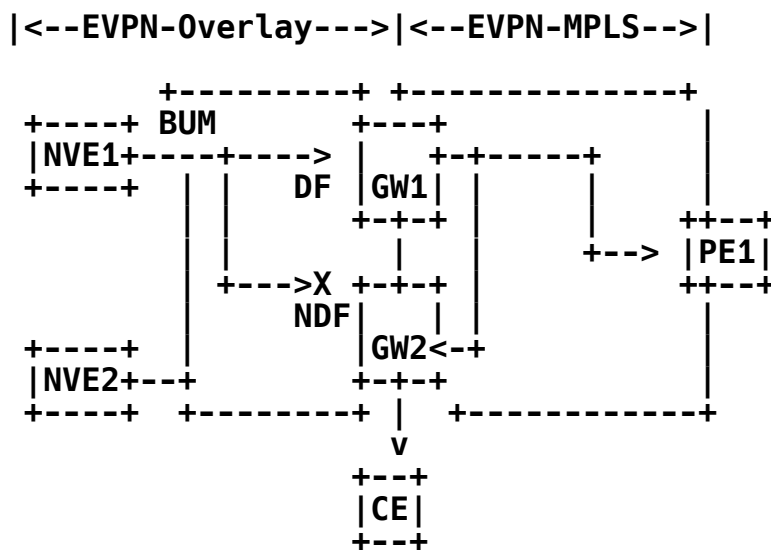 |<--EVPN-Overlay--->|<--EVPN-MPLS-->|
BUM
NVE1
DF
GW1
PE1
X
NDF
GW2
NVE2
v
CE